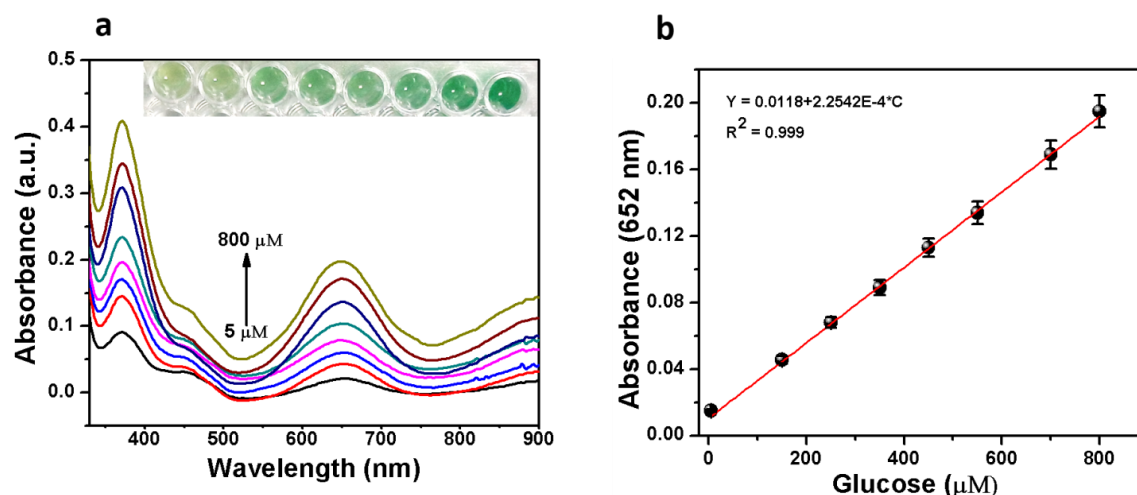 a
0.5
0.4
0.3
0.2
0.1
0.0
Absorbance (a.u.)
800 μM
5 μM
400
500
600
700
800
900
Wavelength (nm)
b
0.20
0.16
0.12
0.08
0.04
0.00
Absorbance (652 nm)
Y = 0.0118+2.2542E-4*C
R² = 0.999
0
200
400
600
800
Glucose (μM)